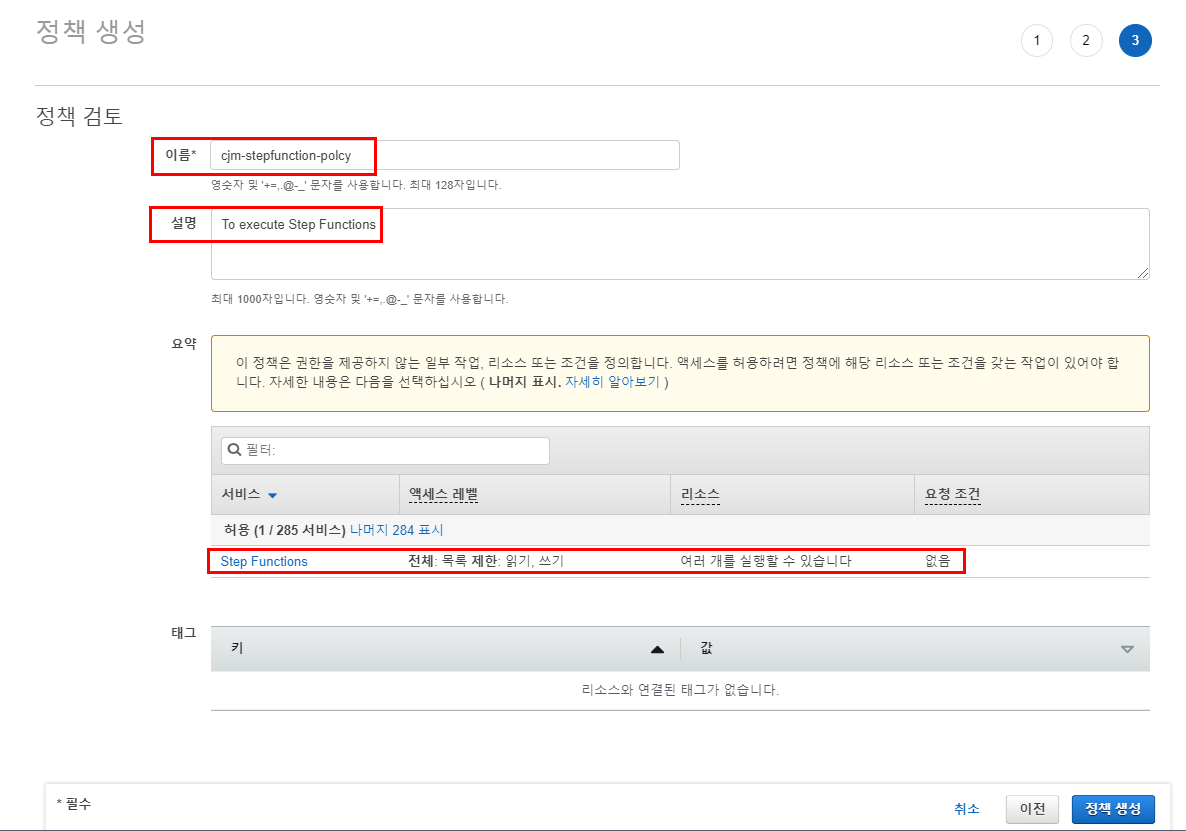 정책 생성
1 2 3
정책 검토
이름* cjm-stepfunction-polcy
영숫자 및 '+=,.@-_' 문자를 사용합니다. 최대 128자입니다.
설명 To execute Step Functions
최대 1000자입니다. 영숫자 및 '+=,.@-_' 문자를 사용합니다.
요약
이 정책은 권한을 제공하지 않는 일부 작업, 리소스 또는 조건을 정의합니다. 액세스를 허용하려면 정책에 해당 리소스 또는 조건을 갖는 작업이 있어야 합
니다. 자세한 내용은 다음을 선택하십시오 ( 나머지 표시. 자세히 알아보기 )
필터:
서비스 액세스 레벨 리소스 요청 조건
허용 (1 / 285 서비스) 나머지 284 표시
Step Functions 전체: 목록 제한: 읽기, 쓰기 여러 개를 실행할 수 있습니다 없음
태그
키 값
리소스와 연결된 태그가 없습니다.
* 필수
취소 이전 정책 생성